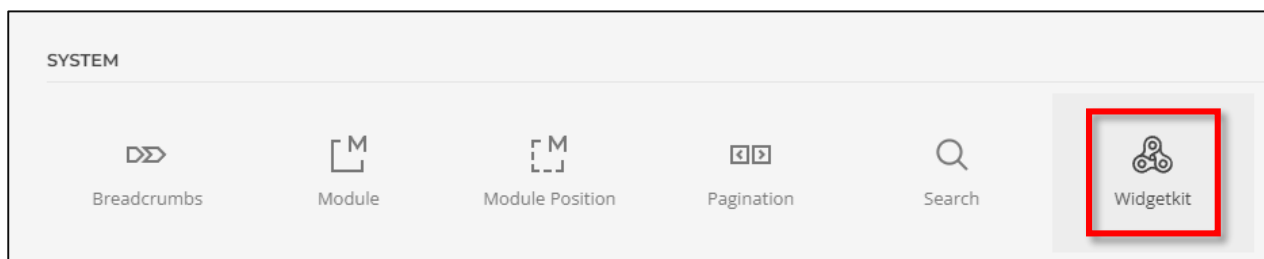 SYSTEM
M
M
Breadcrumbs
Module
Module Position
Pagination
Search
Widgetkit